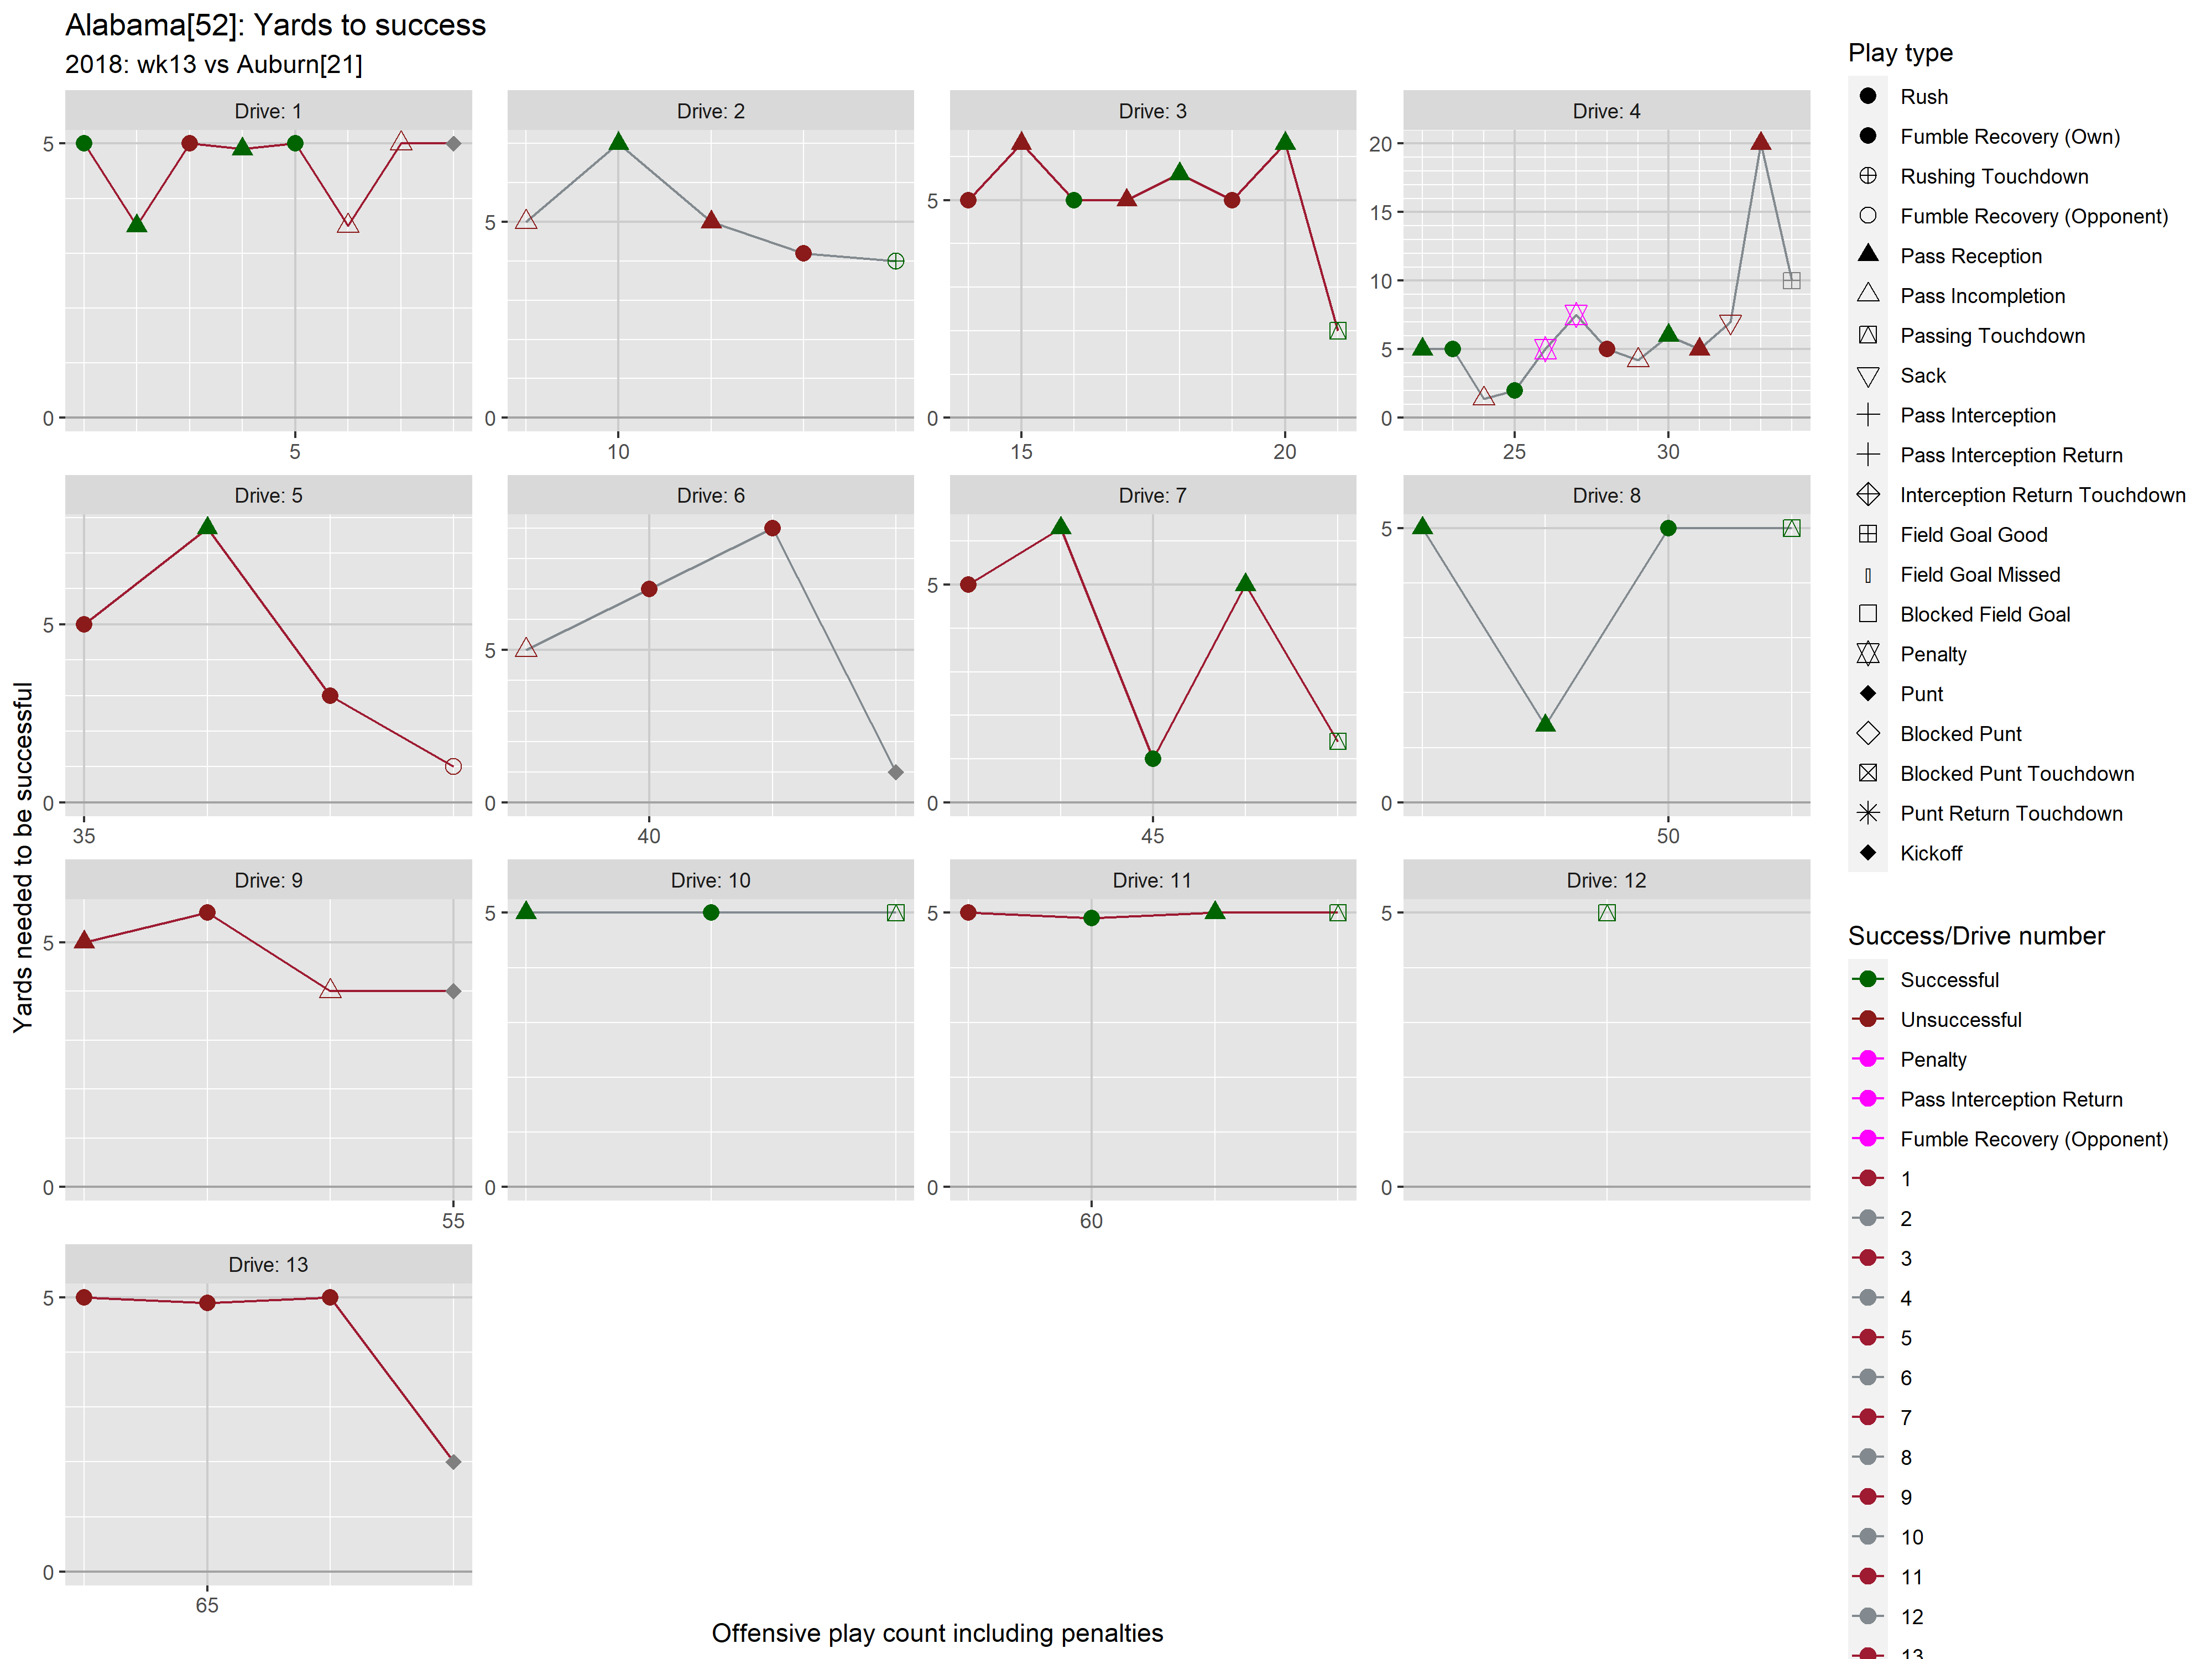 Alabama[52]: Yards to success
2018: wk13 vs Auburn[21]
Drive: 1
Drive: 2
Drive: 3
Drive: 4
5
0
5
5
0
10
5
0
15
20
20
15
10
5
0
25
30
Drive: 5
Drive: 6
Drive: 7
Drive: 8
5
0
35
5
0
40
5
0
45
5
0
50
Drive: 9
Drive: 10
Drive: 11
Drive: 12
5
0
55
5
0
5
0
60
5
0
Drive: 13
5
0
65
Yards needed to be successful
Offensive play count including penalties
Play type
Rush
Fumble Recovery (Own)
Rushing Touchdown
Fumble Recovery (Opponent)
Pass Reception
Pass Incompletion
Passing Touchdown
Sack
Pass Interception
Pass Interception Return
Interception Return Touchdown
Field Goal Good
Field Goal Missed
Blocked Field Goal
Penalty
Punt
Blocked Punt
Blocked Punt Touchdown
Punt Return Touchdown
Kickoff
Success/Drive number
Successful
Unsuccessful
Penalty
Pass Interception Return
Fumble Recovery (Opponent)
1
2
3
4
5
6
7
8
9
10
11
12
13